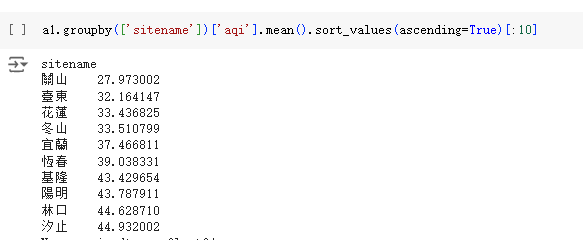 [ ] a1.groupby(['sitename'])['aqi'].mean().sort_values(ascending=True)[:10]
sitename
關山 27.973002
臺東 32.164147
花蓮 33.436825
冬山 33.510799
宜蘭 37.466811
恆春 39.038331
基隆 43.429654
陽明 43.787911
林口 44.628710
汐止 44.932002